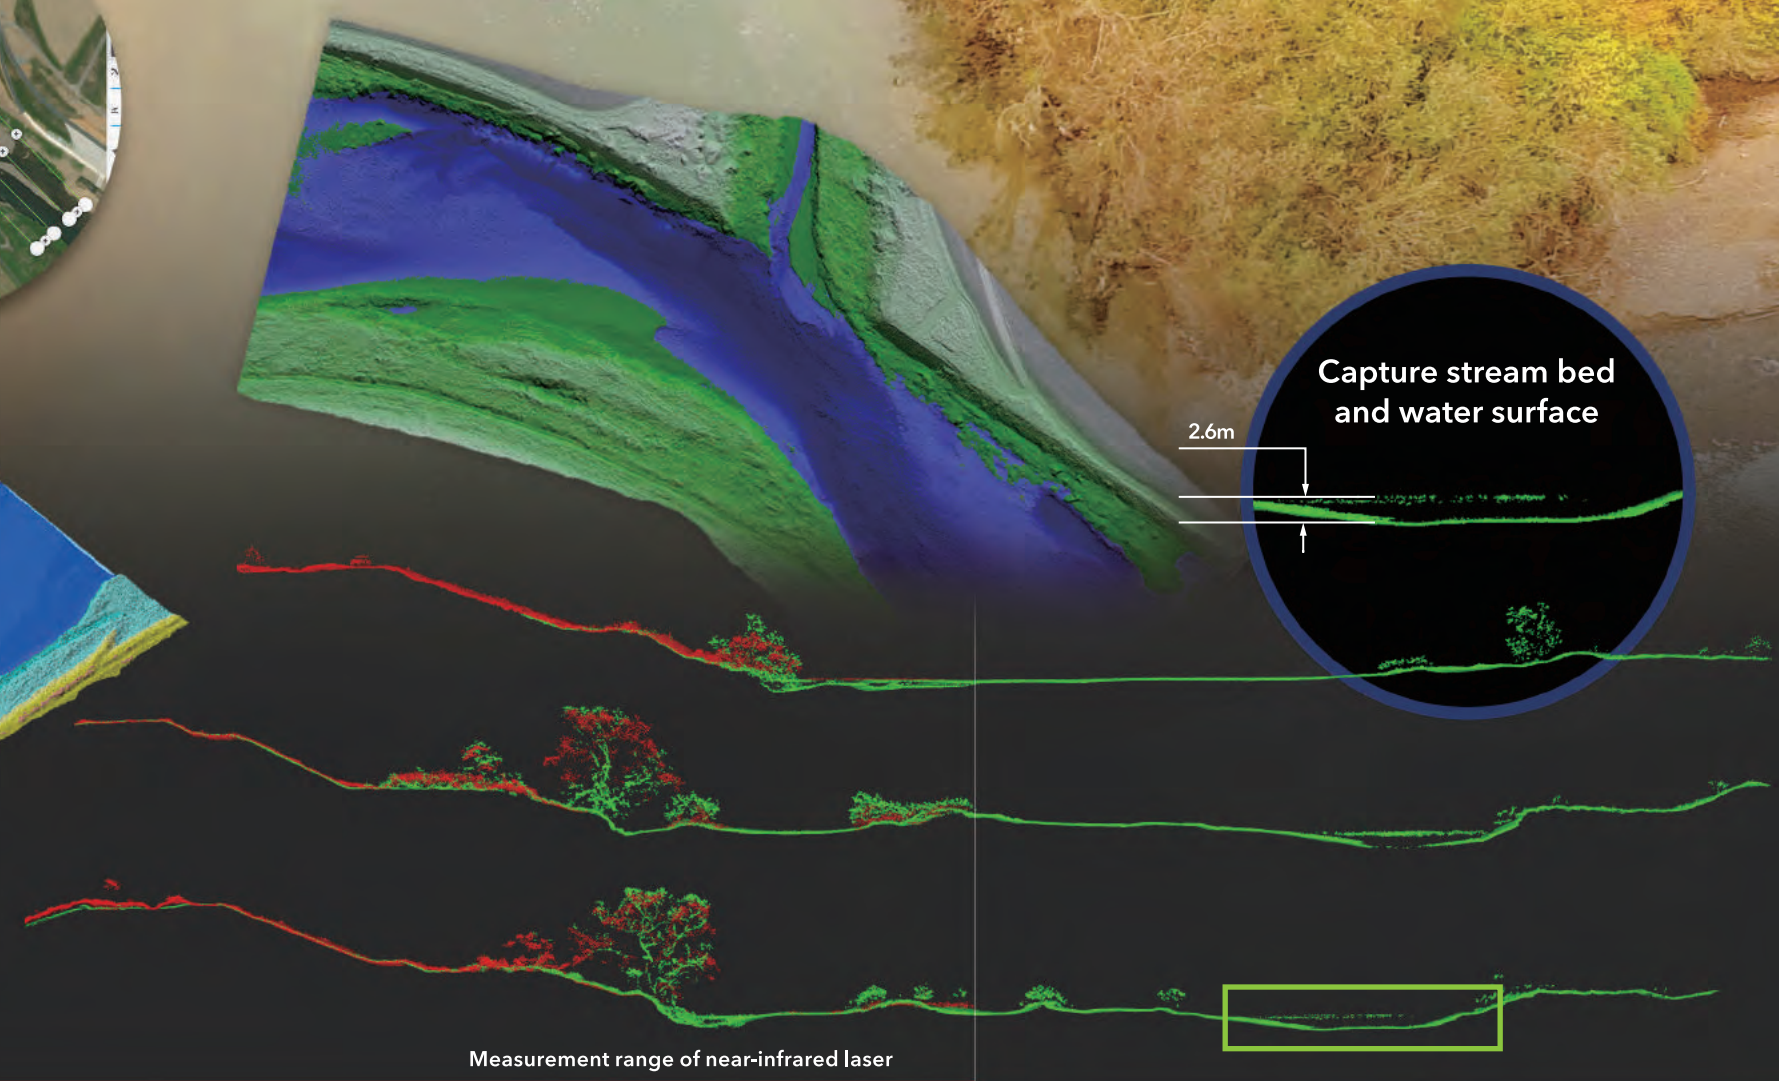 Capture stream bed
and water surface
2.6m
Measurement range of near-infrared laser